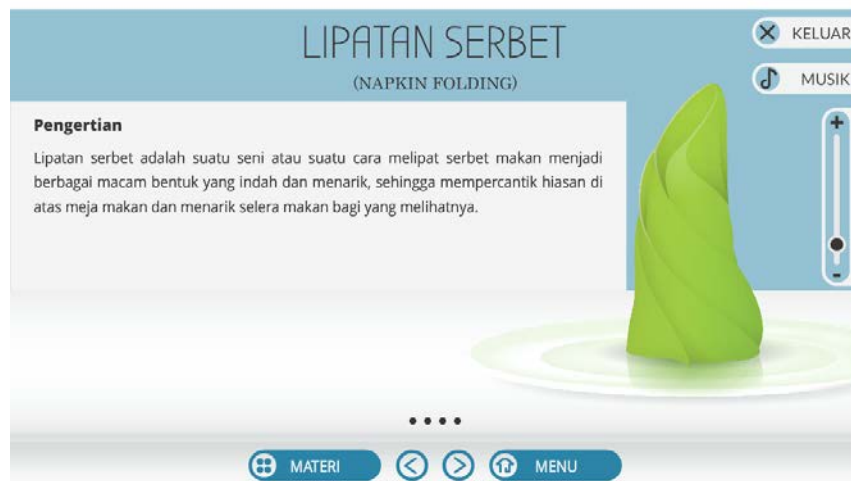 LIPATAN SERBET
(NAPKIN FOLDING)
KELUAR
MUSIK
Pengertian
Lipatan serbet adalah suatu seni atau suatu cara melipat serbet makan menjadi
berbagai macam bentuk yang indah dan menarik, sehingga mempercantik hiasan di
atas meja makan dan menarik selera makan bagi yang melihatnya.
+
-
MATERI
MENU